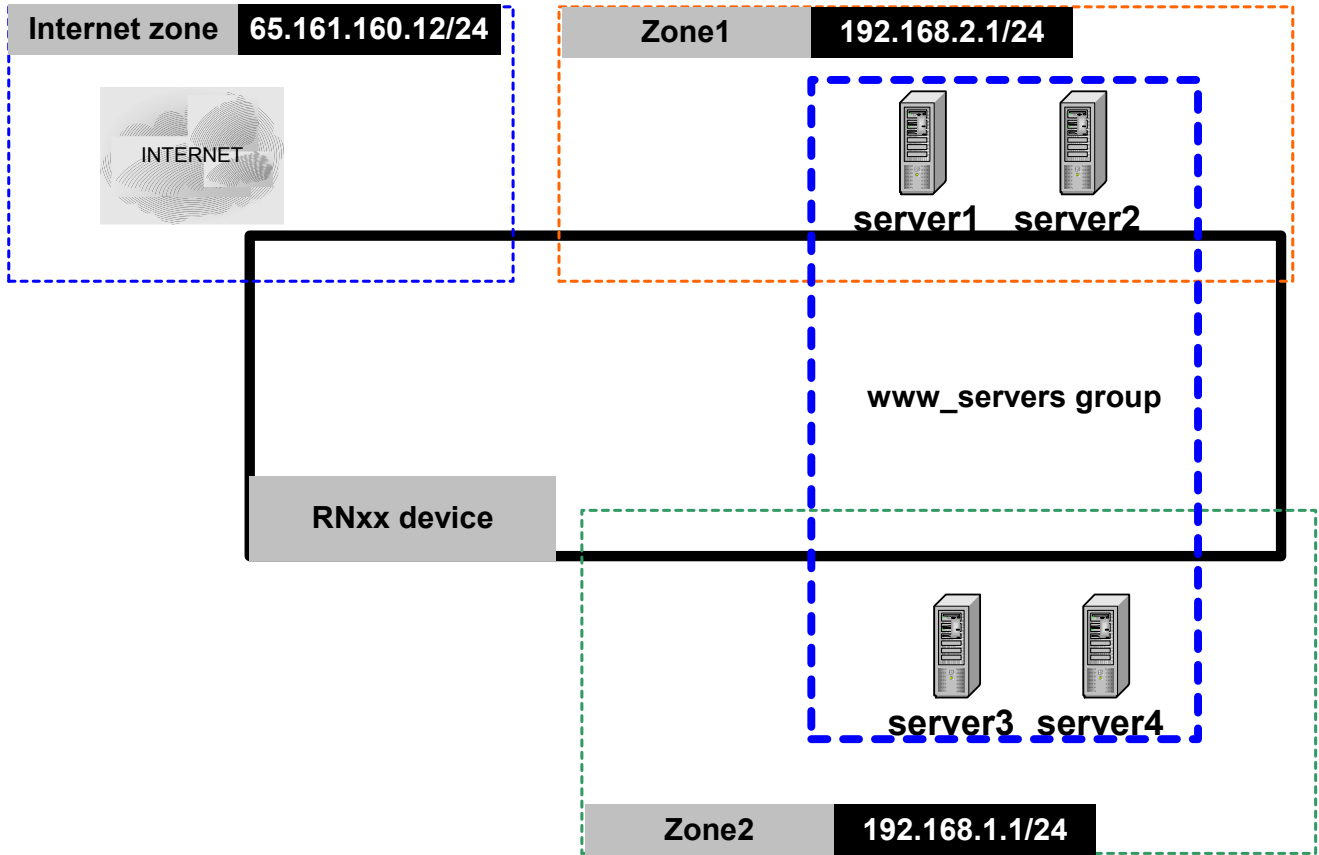 Internet zone 65.161.160.12/24
Zone1 192.168.2.1/24
INTERNET
server1 server2
www_servers group
RNxx device
server3 server4
Zone2 192.168.1.1/24